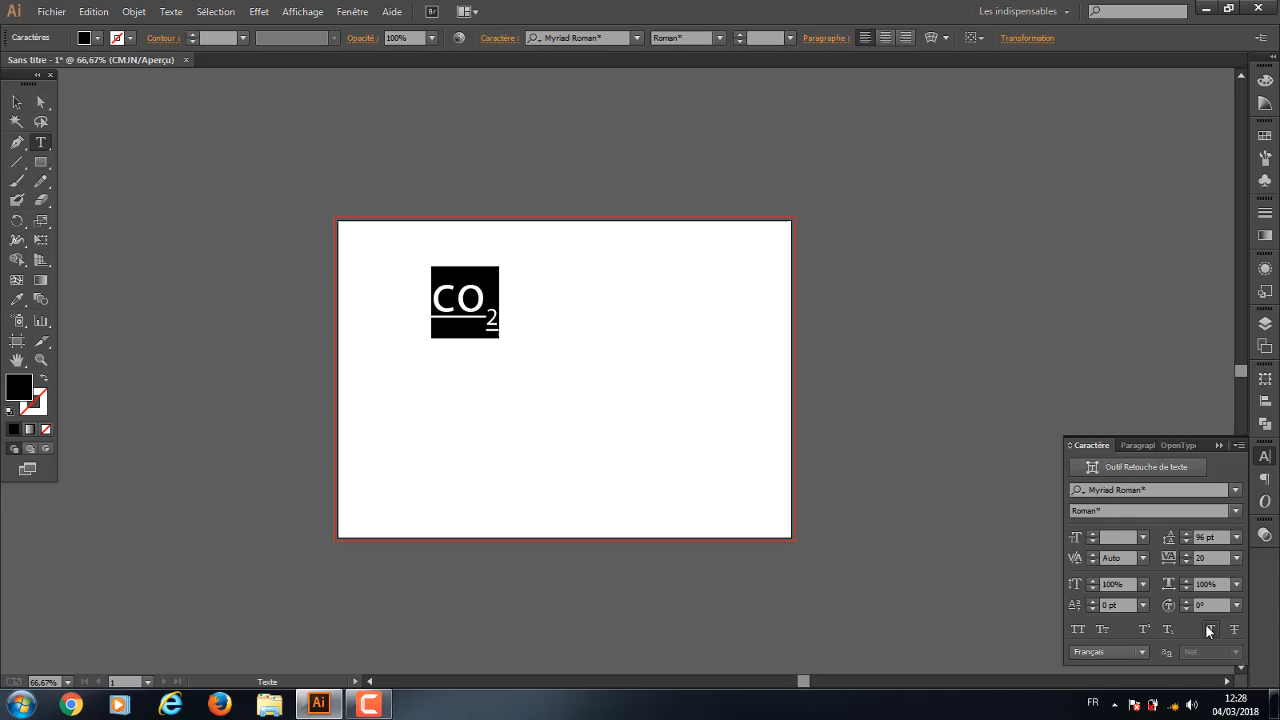 Ai Fichier Edition Objet Texte Sélection Effet Affichage Fenêtre Aide Br Les indispensables
Caractères Contour : Opacité : 100% Caractère : Myriad Roman* Roman* Paragraphe : Transformation
Sans titre - 1* @ 66,67% (CMJN/Aperçu) ×
CO2
Caractère Paragraphe OpenType
Outil Retouche de texte
Myriad Roman*
Roman*
96 pt
Auto 20
100% 100%
0 pt 0°
Français Net
66,67% 1 Texte
FR 12:28
04/03/2018